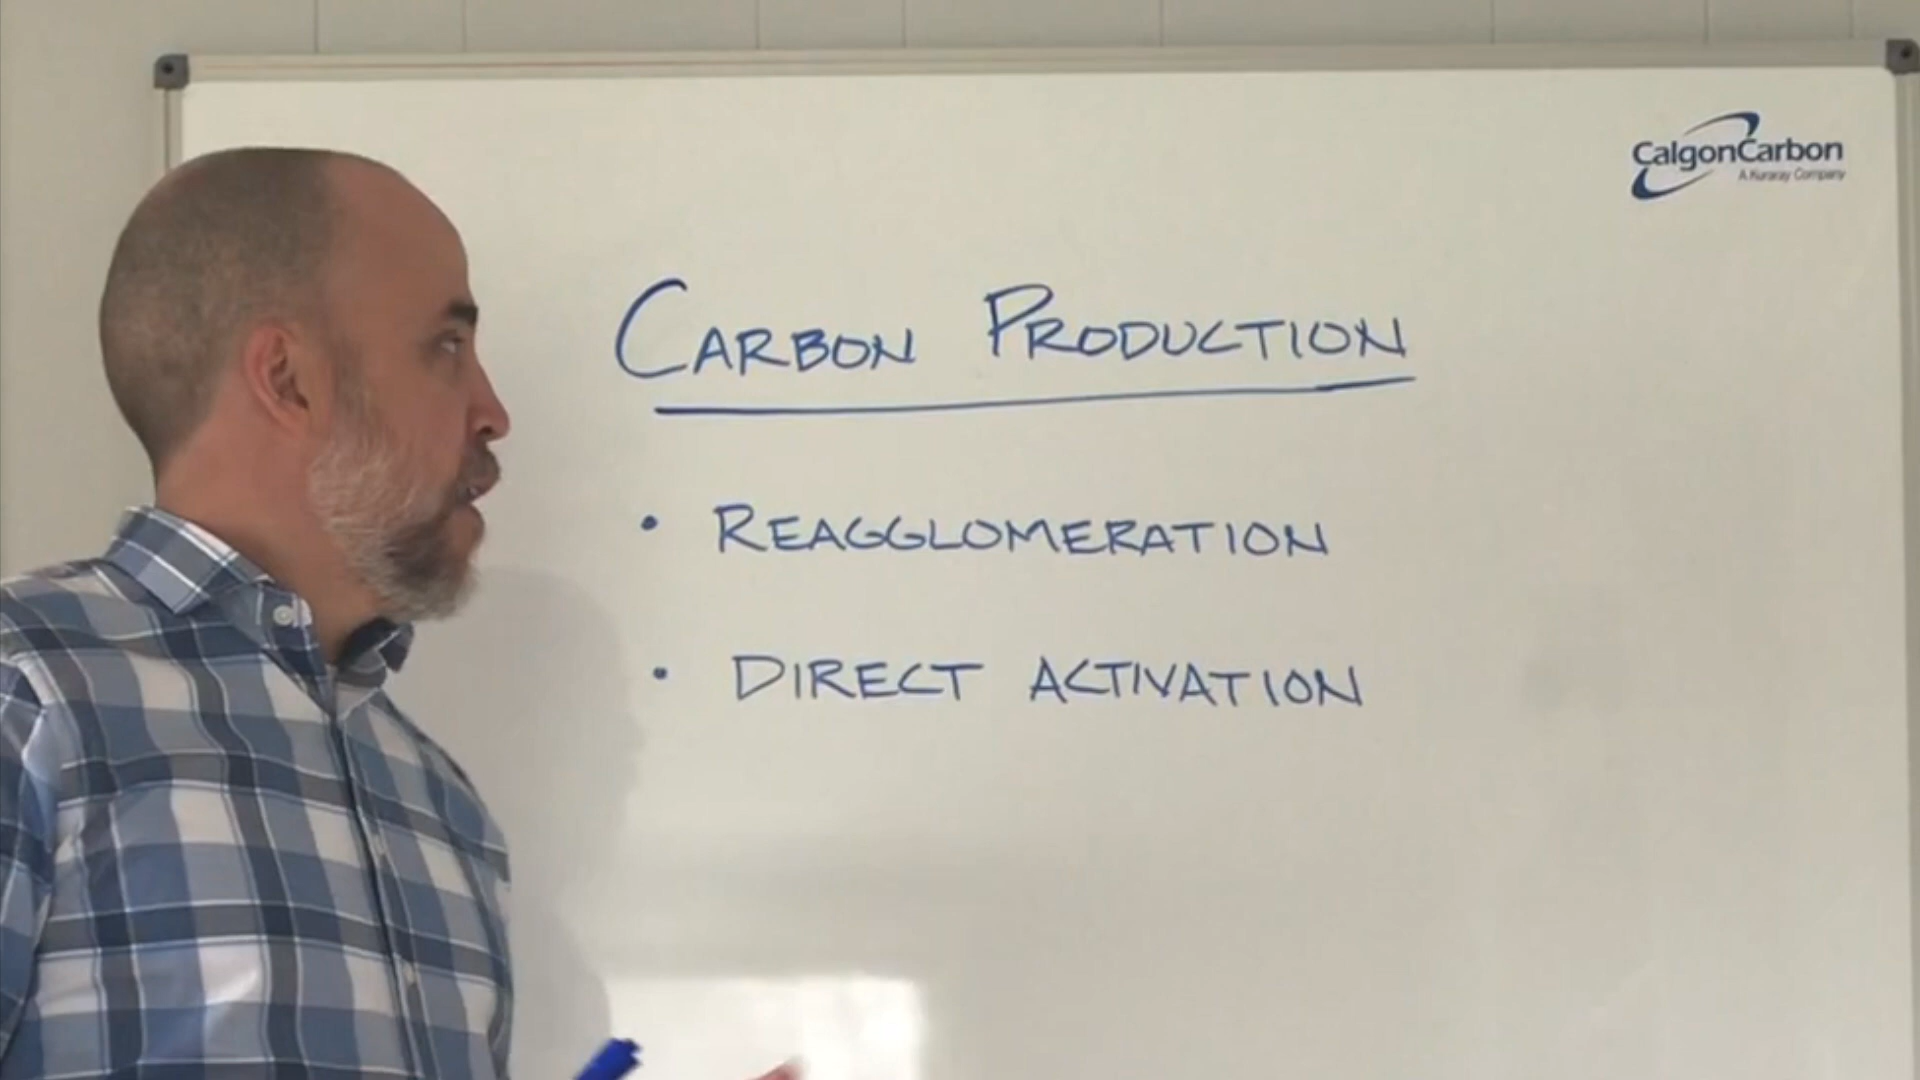 CalgonCarbon
A Kuraray Company
CARBON PRODUCTION
• REAGGLOMERATION
• DIRECT ACTIVATION